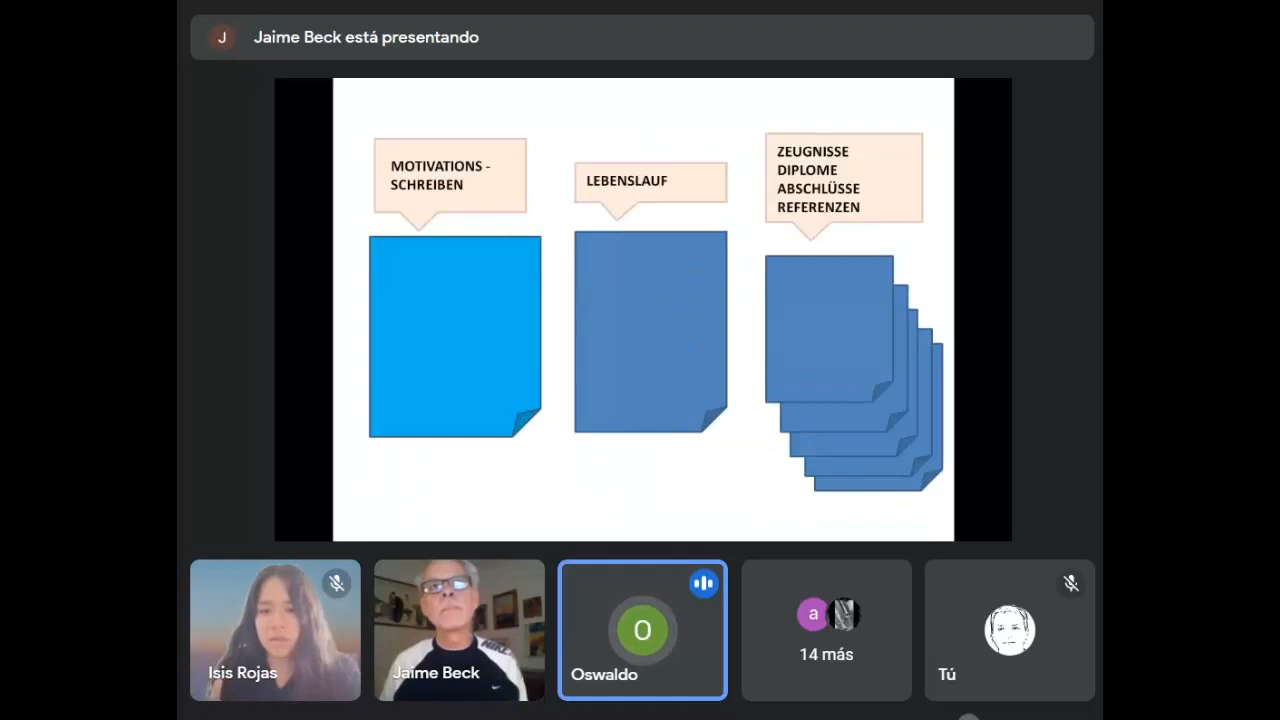 J
Jaime Beck está presentando
MOTIVATIONS -
SCHREIBEN
LEBENSLAUF
ZEUGNISSE
DIPLOME
ABSCHLÜSSE
REFERENZEN
NIKE
Isis Rojas
Jaime Beck
O
Oswaldo
a
14 más
Tú